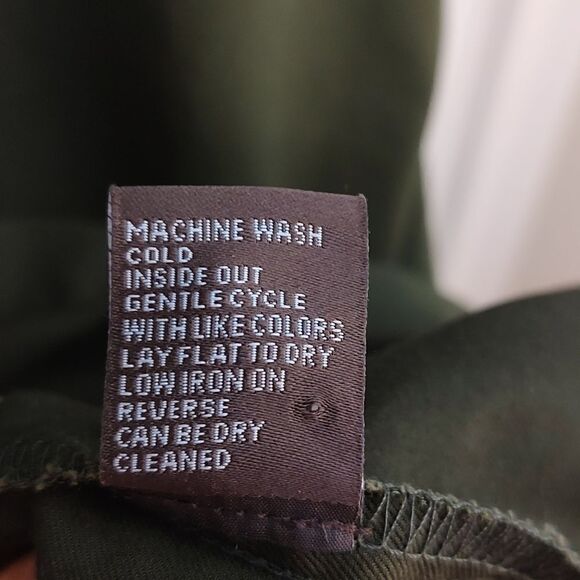 MACHINE WASH
COLD
INSIDE OUT
GENTLE CYCLE
WITH LIKE COLORS
LAY FLAT TO DRY
LOW IRON ON
REVERSE
CAN BE DRY
CLEANED